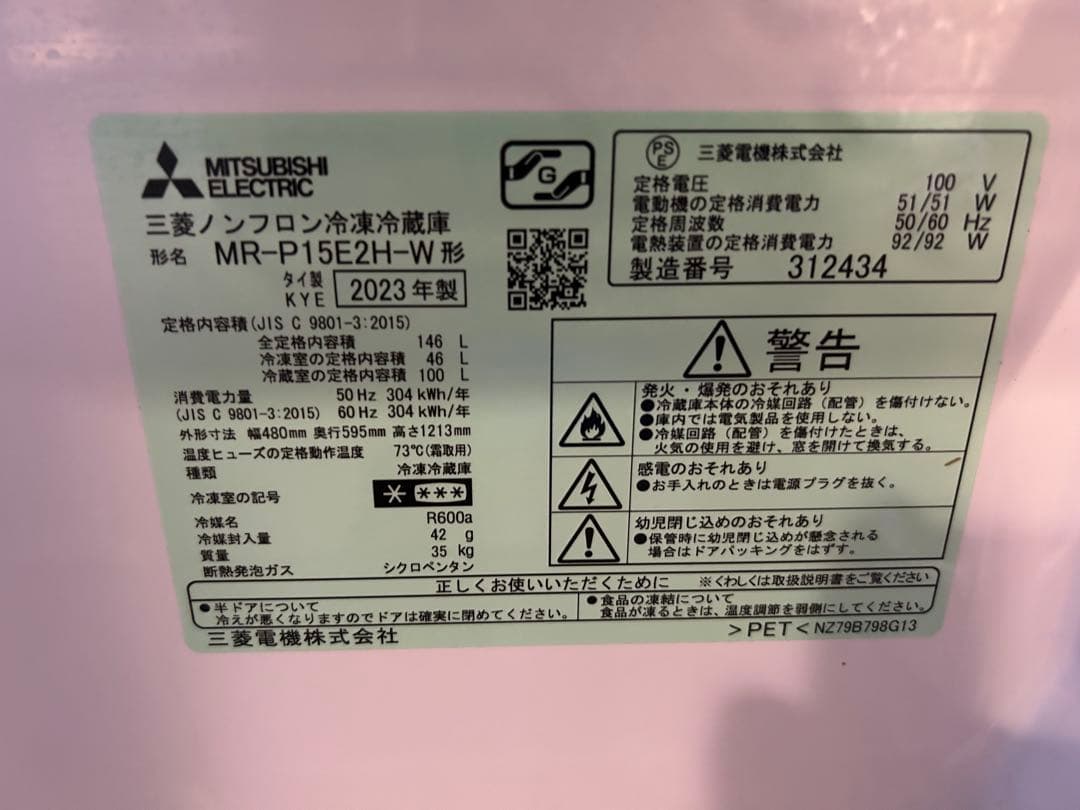 MITSUBISHI
ELECTRIC
三菱ノンフロン冷凍冷蔵庫
形名 MR-P15E2H-W形
タイ製
KYE
2023年製
G
PS
E
三菱電機株式会社
定格電圧 100 V
電動機の定格消費電力 51/51 W
定格周波数 50/60 Hz
電熱装置の定格消費電力 92/92 W
製造番号 312434
定格内容積(JIS C 9801-3:2015)
全定格内容積 146 L
冷凍室の定格内容積 46 L
冷蔵室の定格内容積 100 L
消費電力量 50 Hz 304 kWh/年
(JIS C 9801-3:2015) 60 Hz 304 kWh/年
外形寸法 幅480mm 奥行595mm 高さ1213mm
温度ヒューズの定格動作温度 73℃(霜取用)
種類 冷凍冷蔵庫
冷凍室の記号 * ***
冷媒名 R600a
冷媒封入量 42 g
質量 35 kg
断熱発泡ガス シクロペンタン
警告
発火・爆発のおそれあり
●冷蔵庫本体の冷媒回路(配管)を傷付けない。
●庫内では電気製品を使用しない。
●冷媒回路(配管)を傷付けたときは、
火気の使用を避け、窓を開けて換気する。
感電のおそれあり
●お手入れのときは電源プラグを抜く。
幼児閉じ込めのおそれあり
●保管時に幼児閉じ込めが懸念される
場合はドアパッキングをはずす。
正しくお使いいただくために ※くわしくは取扱説明書をご覧ください
●半ドアについて
冷えが悪くなりますのでドアは確実に閉めてください。
●食品の凍結について
食品が凍るときは、温度調節を弱側にしてください。
三菱電機株式会社
>PET< NZ79B798G13